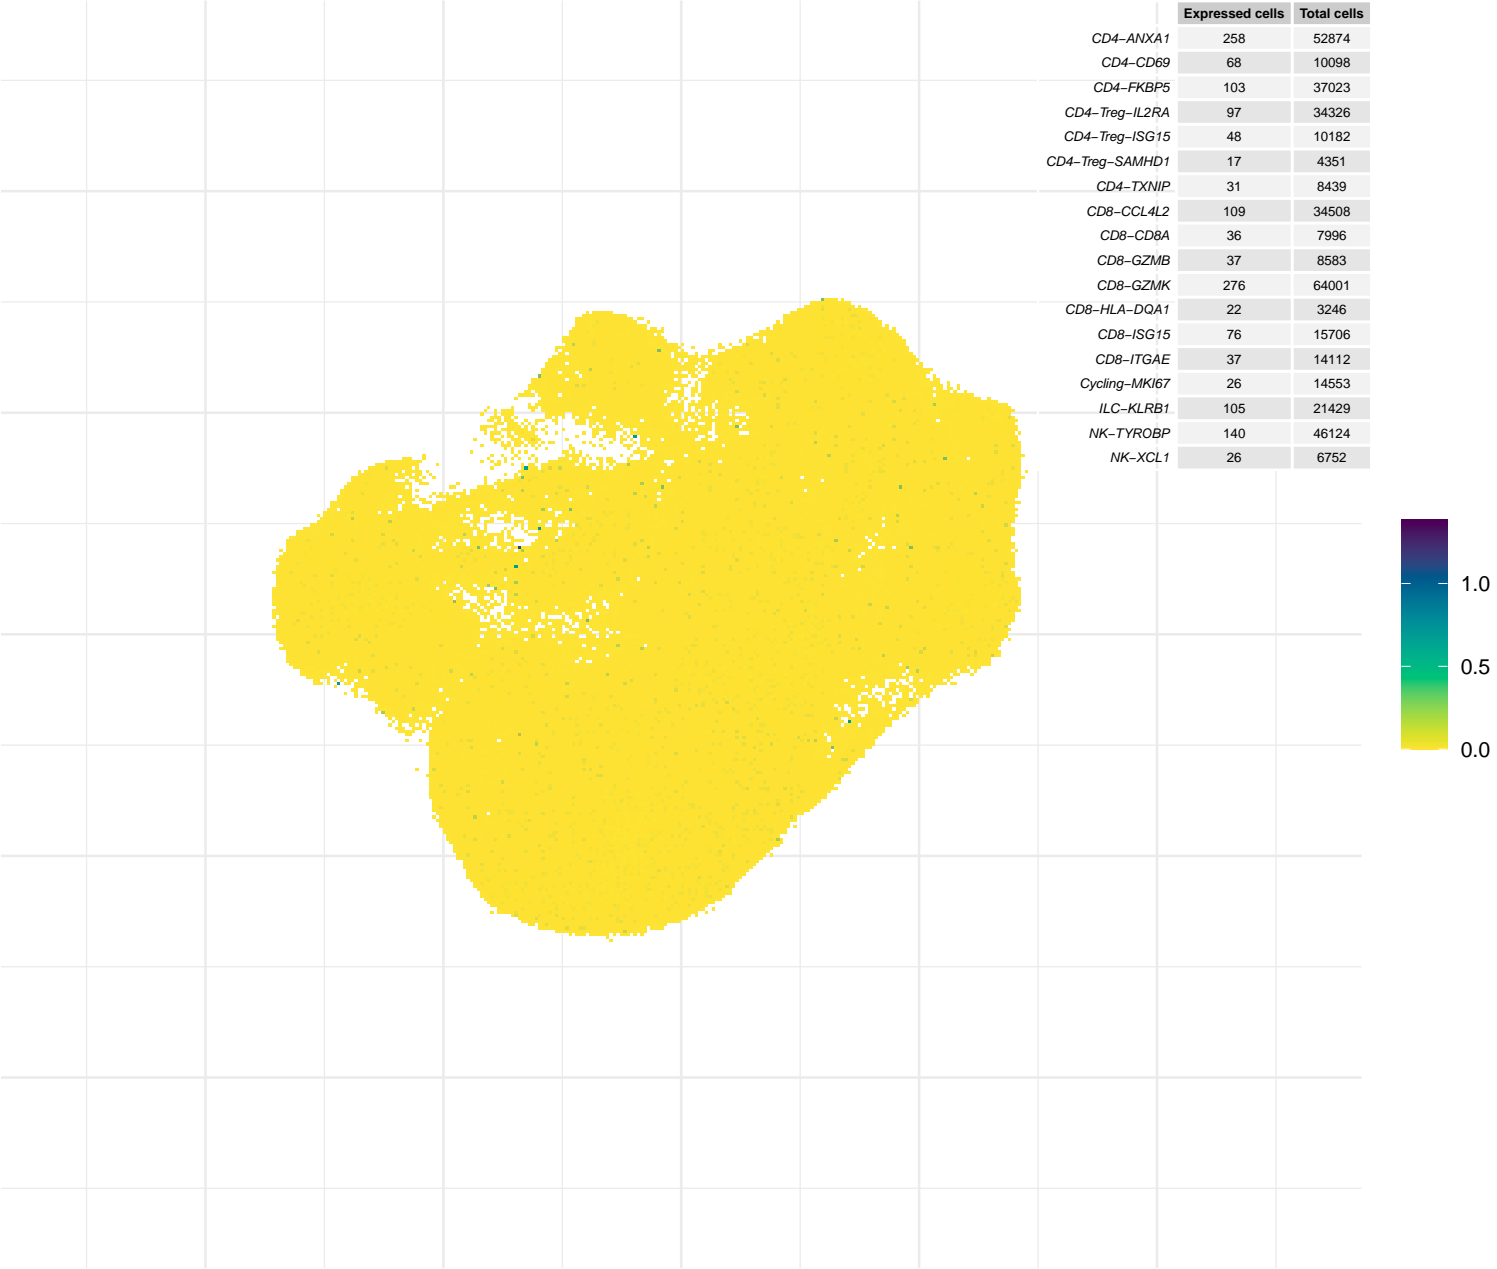 Expressed cells Total cells
CD4−ANXA1 258 52874
CD4−CD69 68 10098
CD4−FKBP5 103 37023
CD4−Treg−IL2RA 97 34326
CD4−Treg−ISG15 48 10182
CD4−Treg−SAMHD1 17 4351
CD4−TXNIP 31 8439
CD8−CCL4L2 109 34508
CD8−CD8A 36 7996
CD8−GZMB 37 8583
CD8−GZMK 276 64001
CD8−HLA−DQA1 22 3246
CD8−ISG15 76 15706
CD8−ITGAE 37 14112
Cycling−MKI67 26 14553
ILC−KLRB1 105 21429
NK−TYROBP 140 46124
NK−XCL1 26 6752
1.0
0.5
0.0